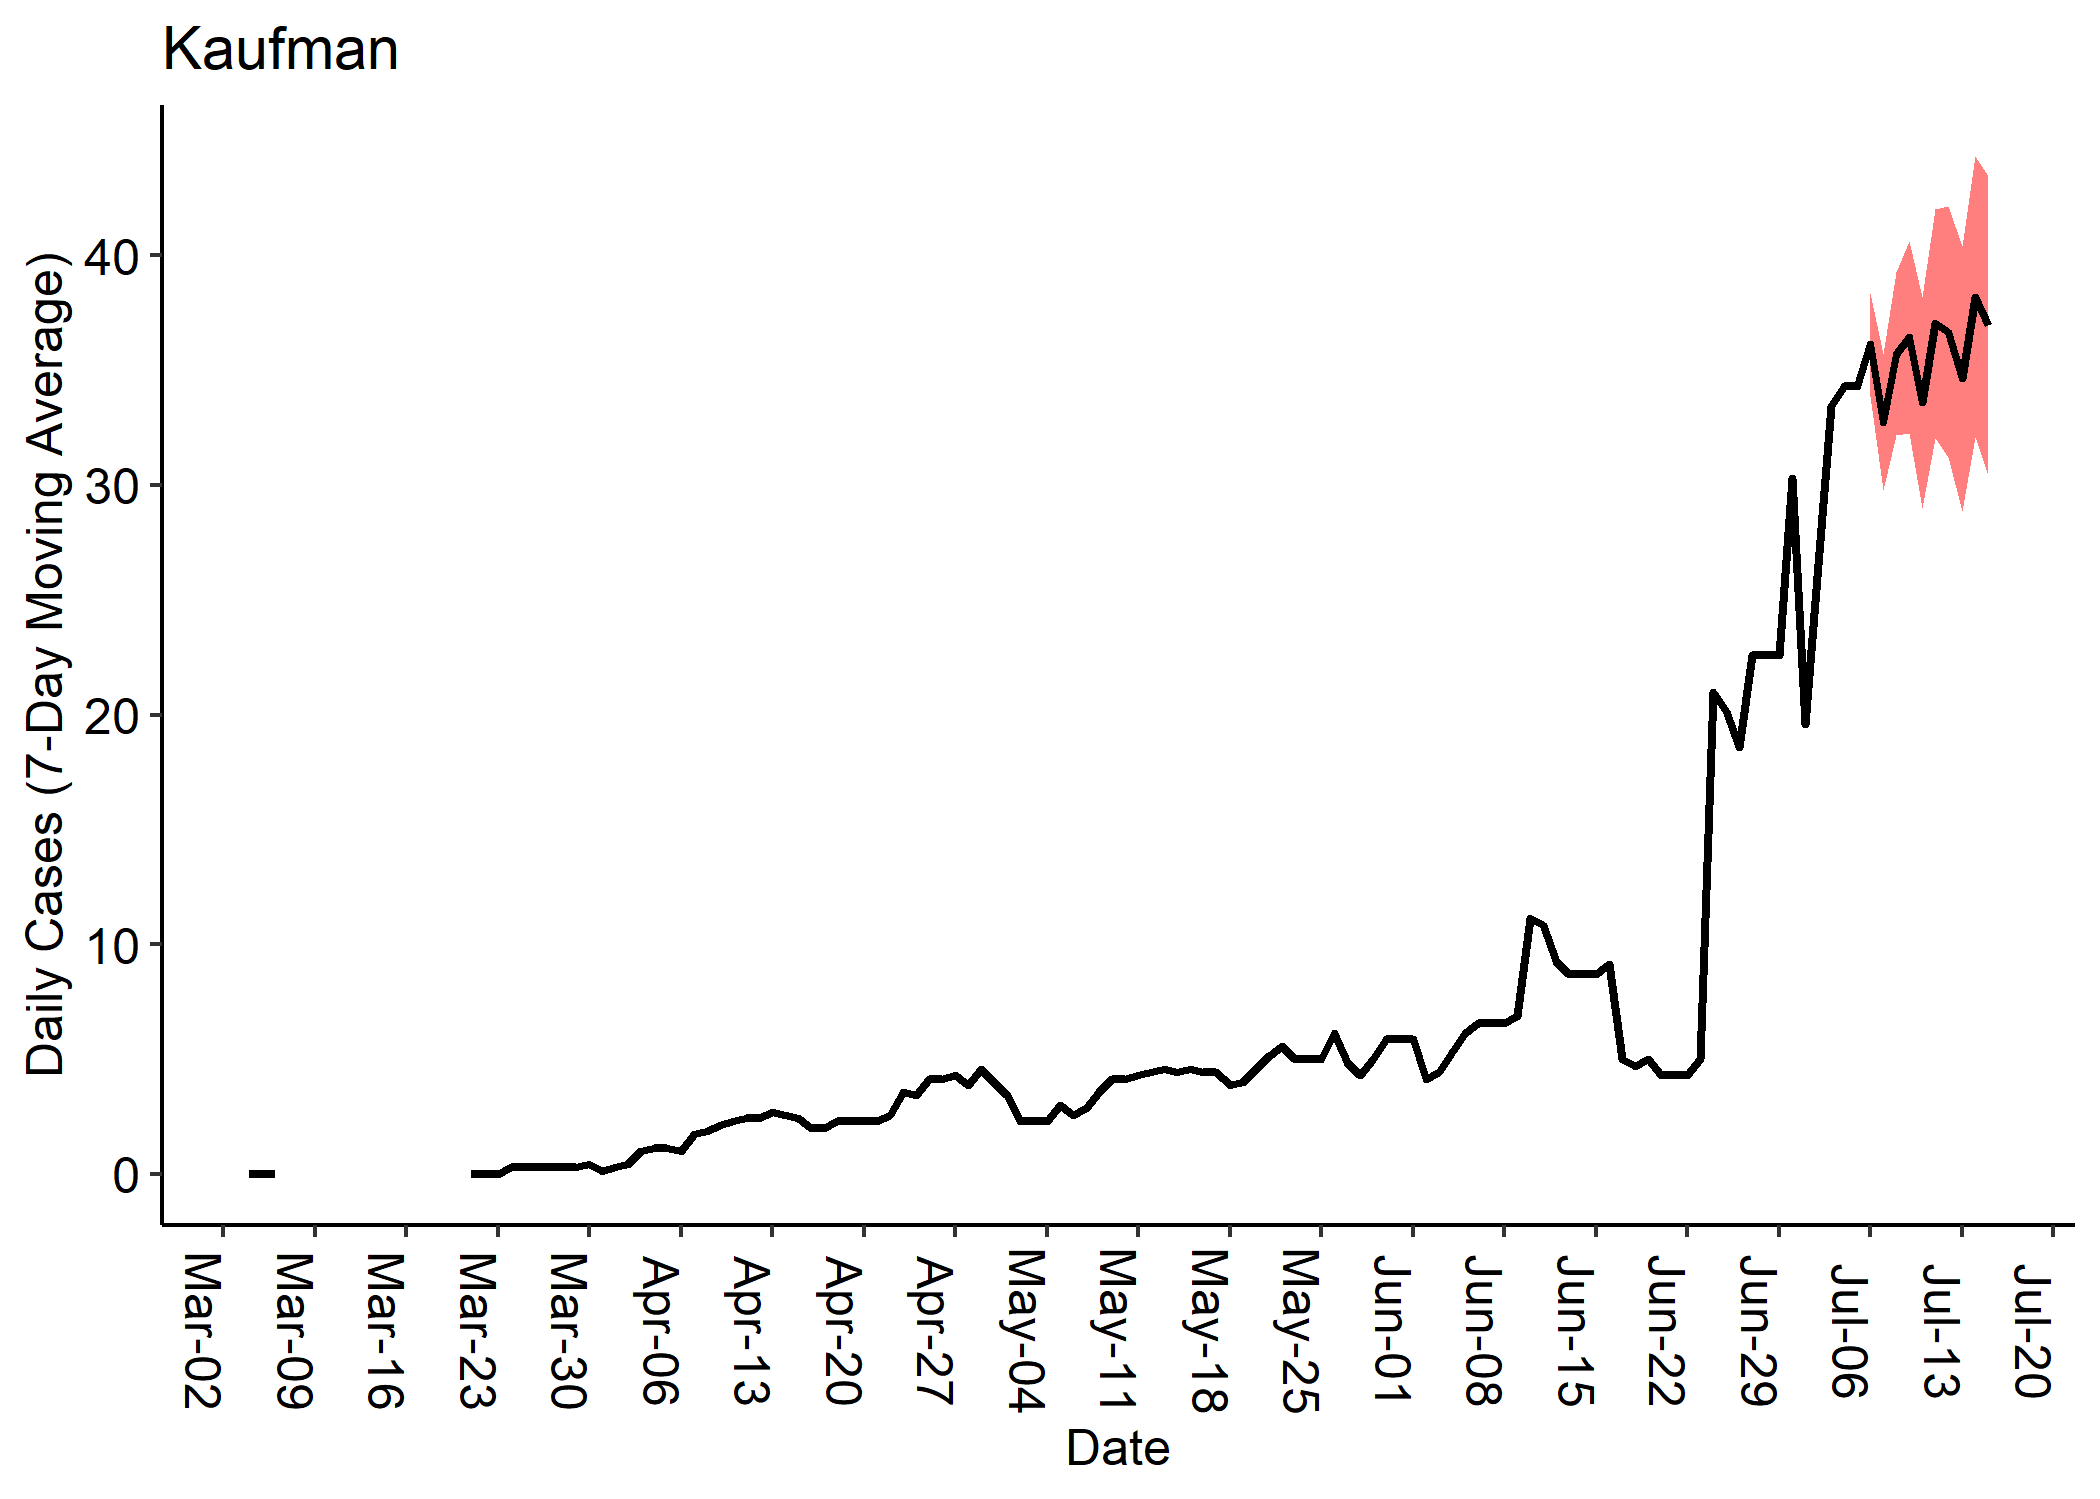 Kaufman
Daily Cases (7-Day Moving Average)
40
30
20
10
0
Mar-02
Mar-09
Mar-16
Mar-23
Mar-30
Apr-06
Apr-13
Apr-20
Apr-27
May-04
May-11
May-18
May-25
Jun-01
Jun-08
Jun-15
Jun-22
Jun-29
Jul-06
Jul-13
Jul-20
Date